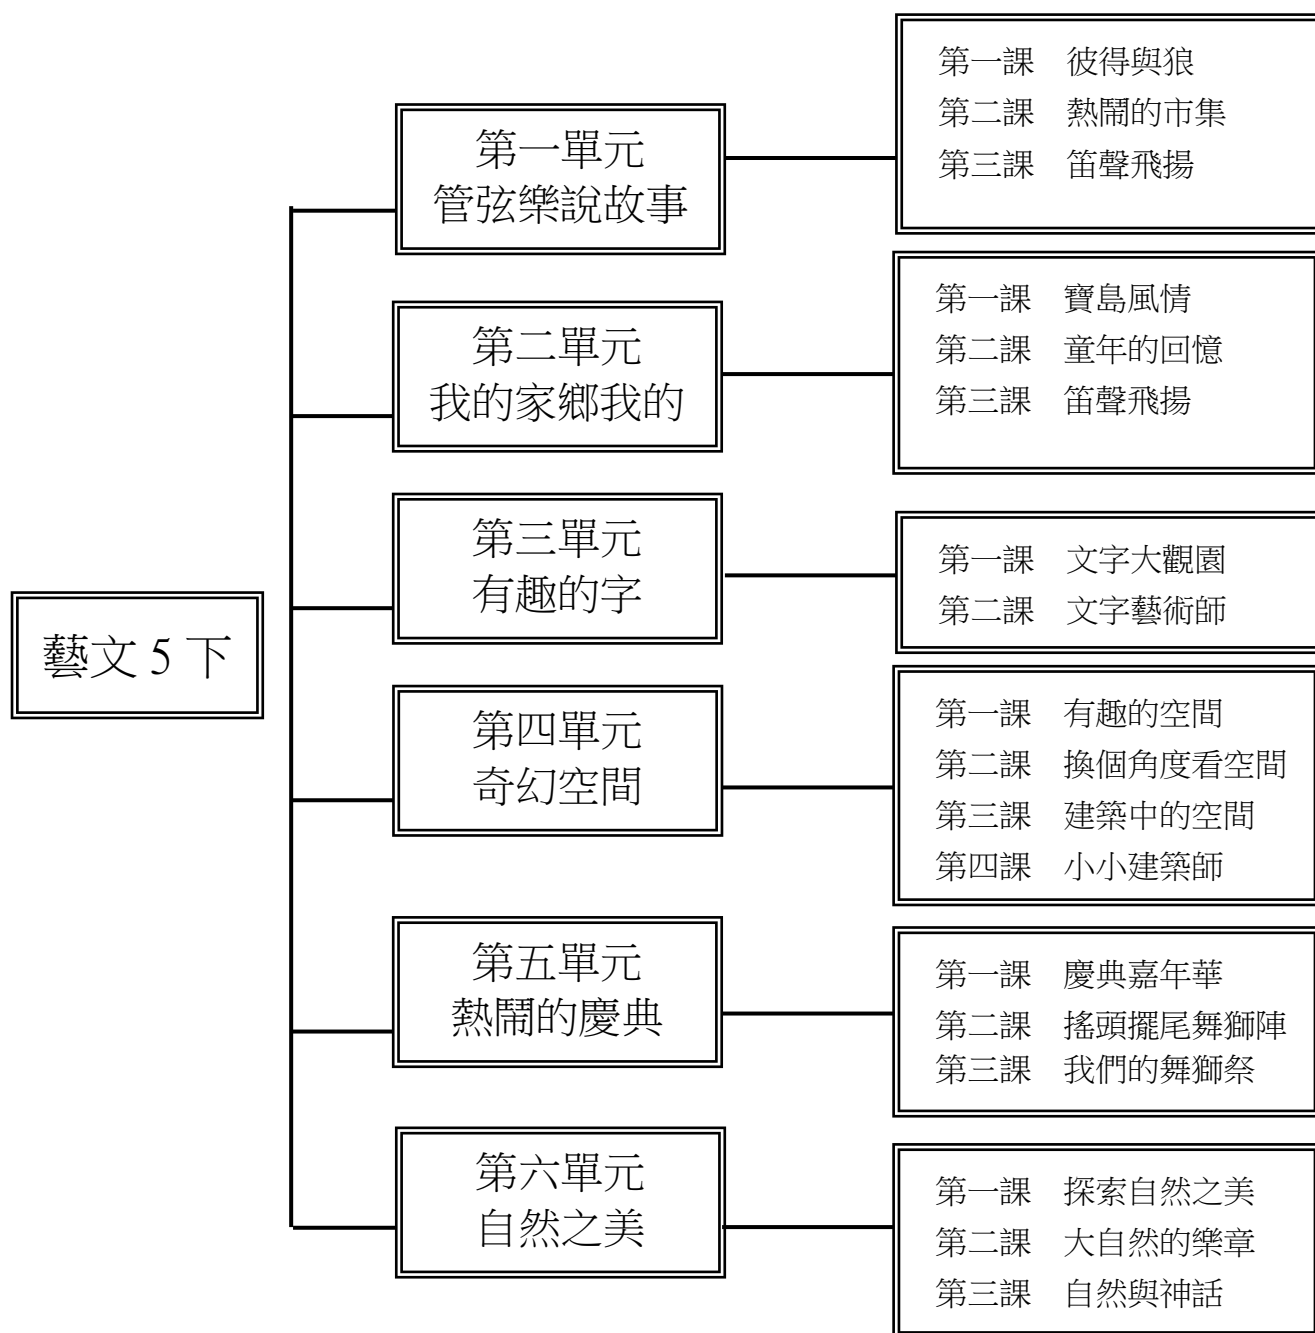 藝文 5 下
第一單元
管弦樂說故事
第一課 彼得與狼
第二課 熱鬧的市集
第三課 笛聲飛揚
第二單元
我的家鄉我的
第一課 寶島風情
第二課 童年的回憶
第三課 笛聲飛揚
第三單元
有趣的字
第一課 文字大觀園
第二課 文字藝術師
第四單元
奇幻空間
第一課 有趣的空間
第二課 換個角度看空間
第三課 建築中的空間
第四課 小小建築師
第五單元
熱鬧的慶典
第一課 慶典嘉年華
第二課 搖頭擺尾舞獅陣
第三課 我們的舞獅祭
第六單元
自然之美
第一課 探索自然之美
第二課 大自然的樂章
第三課 自然與神話